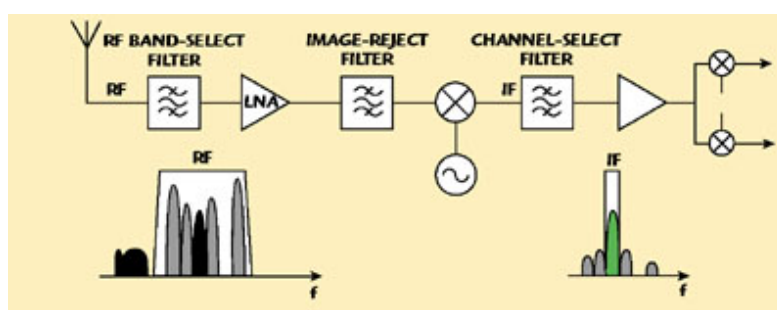 RF BAND-SELECT
FILTER
IMAGE-REJECT
FILTER
CHANNEL-SELECT
FILTER
RF
LNA
IF
RF
f
IF
f